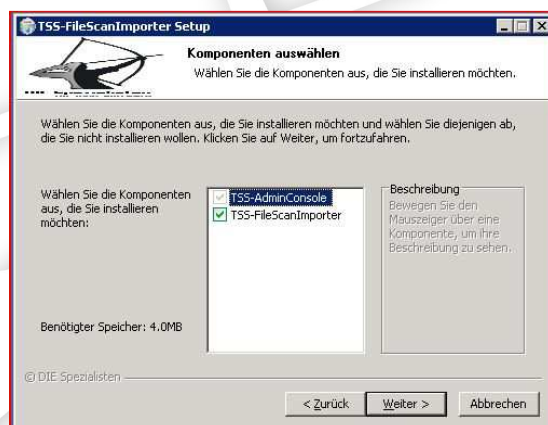 TSS-FileScanImporter Setup
Komponenten auswählen
Wählen Sie die Komponenten aus, die Sie installieren möchten.
Wählen Sie die Komponenten aus, die Sie installieren möchten und wählen Sie diejenigen ab,
die Sie nicht installieren wollen. Klicken Sie auf Weiter, um fortzufahren.
Wählen Sie die Komponenten
aus, die Sie installieren
möchten:
TSS-AdminConsole
TSS-FileScanImporter
Beschreibung
Bewegen Sie den
Mauszeiger über eine
Komponente, um ihre
Beschreibung zu sehen.
Benötigter Speicher: 4.0MB
© DIE Spezialisten
< Zurück
Weiter >
Abbrechen